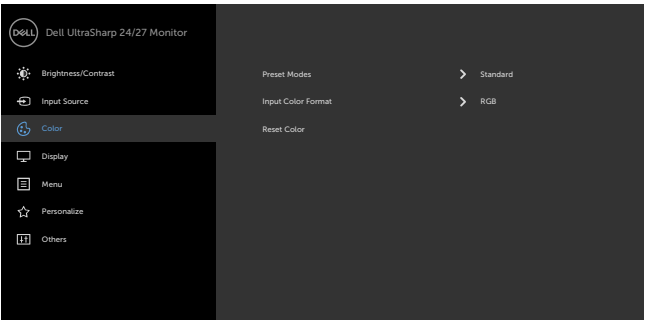 DELL Dell UltraSharp 24/27 Monitor
Brightness/Contrast Preset Modes Standard
Input Source Input Color Format RGB
Color Reset Color
Display
Menu
Personalize
Others